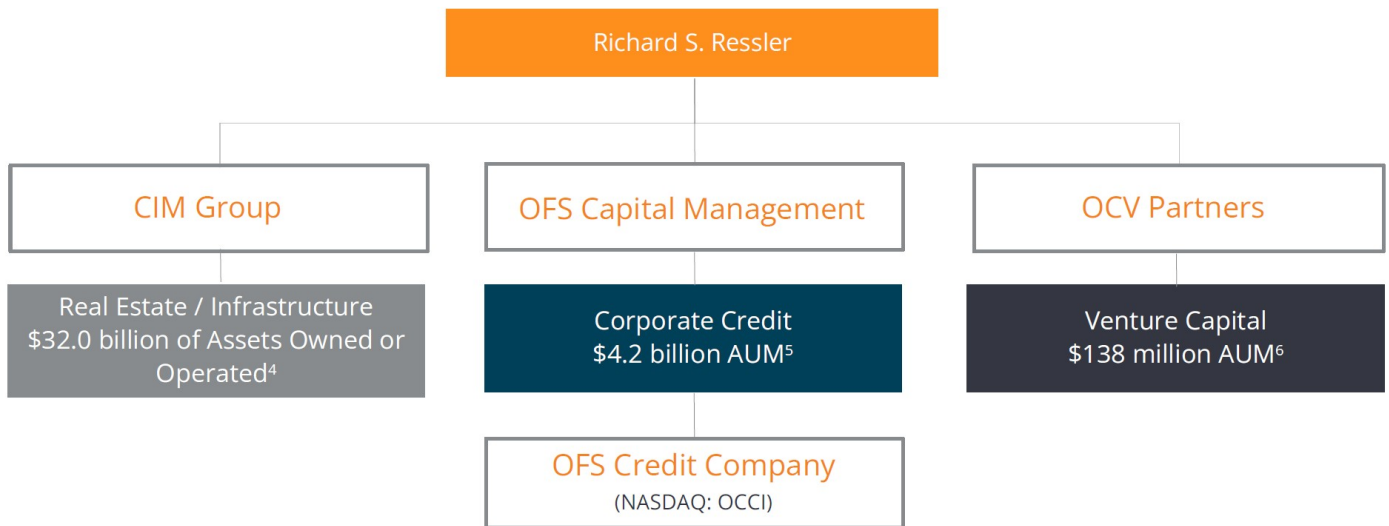 Richard S. Ressler
CIM Group
OFS Capital Management
OCV Partners
Real Estate / Infrastructure
$32.0 billion of Assets Owned or
Operated⁴
Corporate Credit
$4.2 billion AUM⁵
Venture Capital
$138 million AUM⁶
OFS Credit Company
(NASDAQ: OCCI)